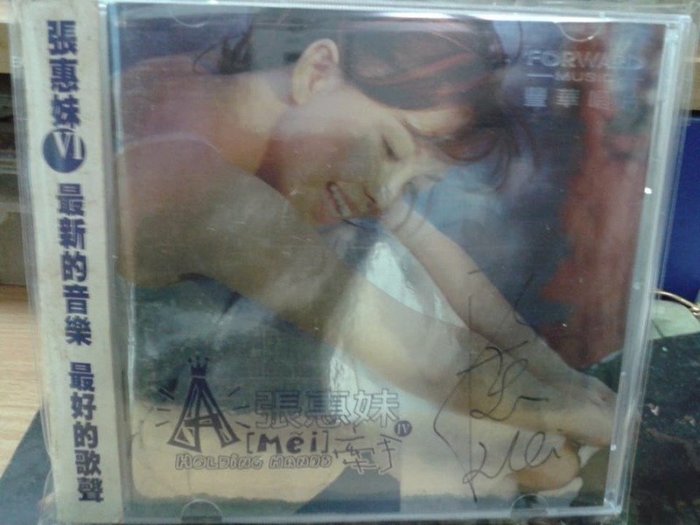 張惠妹
VI
最新的音樂 最好的歌聲
FORWARD
MUSIC
豐華唱
A
張惠妹
[Mei]
IV
牽手
HOLDING HANDS